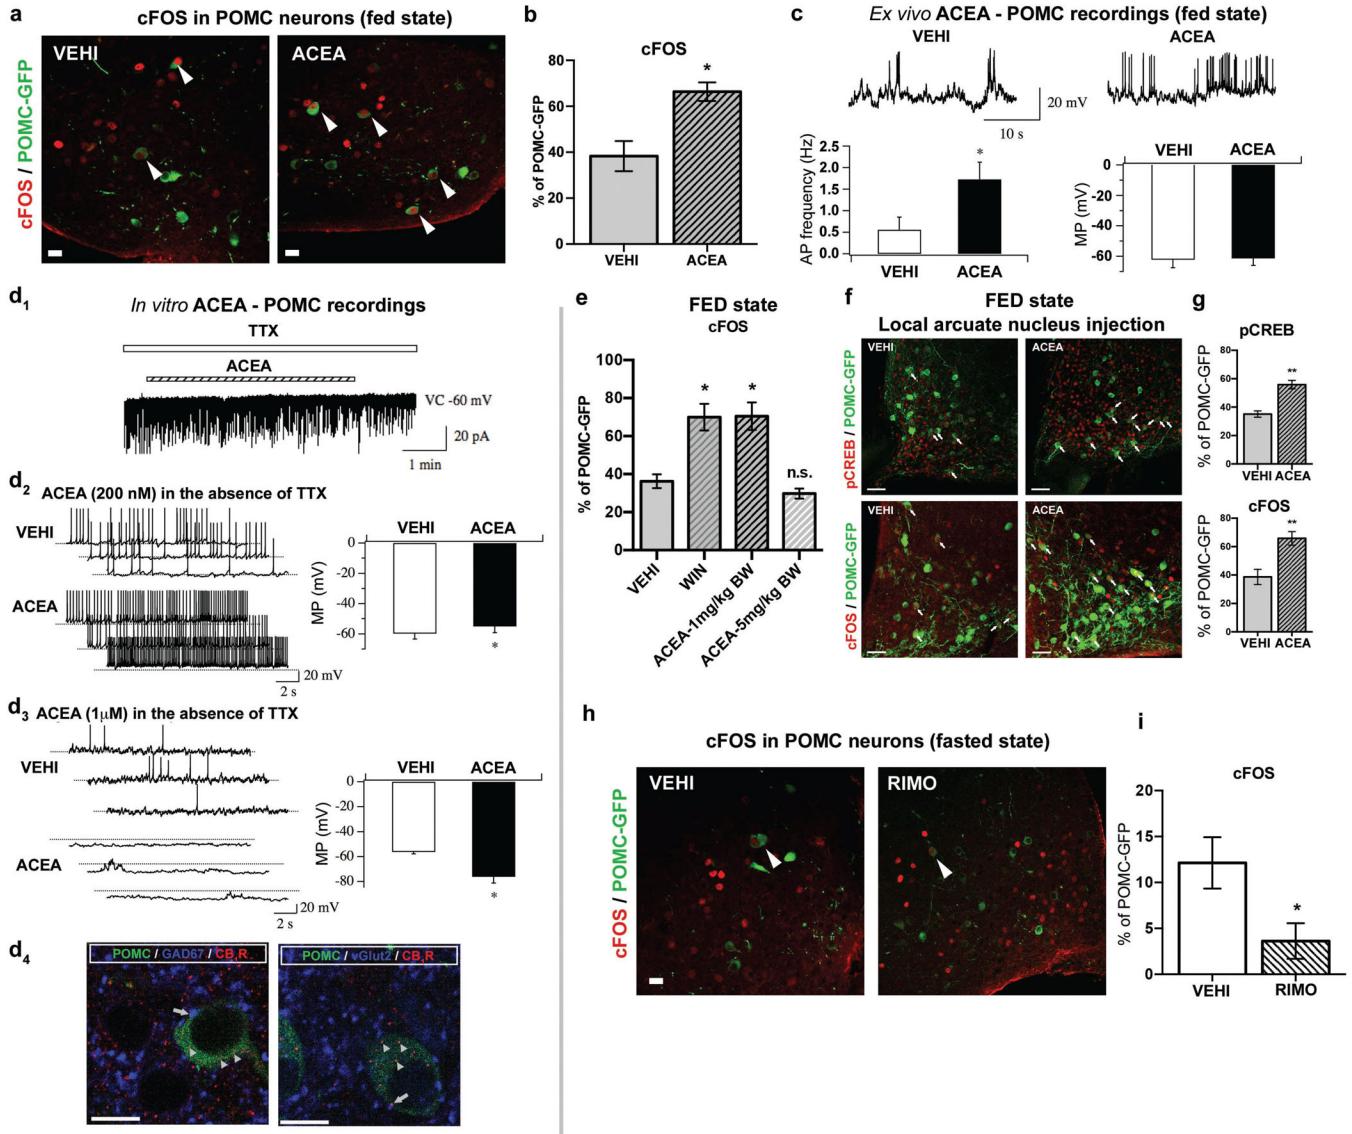 a
cFOS in POMC neurons (fed state)
cFOS / POMC-GFP
VEHI
ACEA
b
cFOS
% of POMC-GFP
80
60
40
20
0
VEHI ACEA
*
c
Ex vivo ACEA - POMC recordings (fed state)
VEHI
ACEA
20 mV
10 s
AP frequency (Hz)
2.5
2.0
1.5
1.0
0.5
0.0
*
VEHI ACEA
VEHI ACEA
MP (mV)
0
-20
-40
-60
d1
In vitro ACEA - POMC recordings
TTX
ACEA
VC -60 mV
20 pA
1 min
d2 ACEA (200 nM) in the absence of TTX
VEHI
ACEA
20 mV
2 s
VEHI ACEA
MP (mV)
0
-20
-40
-60
*
d3 ACEA (1µM) in the absence of TTX
VEHI
ACEA
20 mV
2 s
VEHI ACEA
MP (mV)
0
-20
-40
-60
-80
*
d4
POMC / GAD67 / CB1R
POMC / vGlut2 / CB1R
e
FED state
cFOS
% of POMC-GFP
100
80
60
40
20
0
* * n.s.
VEHI
WIN
ACEA-1mg/kg BW
ACEA-5mg/kg BW
f
FED state
Local arcuate nucleus injection
pCREB / POMC-GFP
VEHI
ACEA
cFOS / POMC-GFP
VEHI
ACEA
g
pCREB
% of POMC-GFP
80
60
40
20
0
**
VEHI ACEA
cFOS
% of POMC-GFP
80
60
40
20
0
**
VEHI ACEA
h
cFOS in POMC neurons (fasted state)
cFOS / POMC-GFP
VEHI
RIMO
i
cFOS
% of POMC-GFP
20
15
10
5
0
*
VEHI RIMO